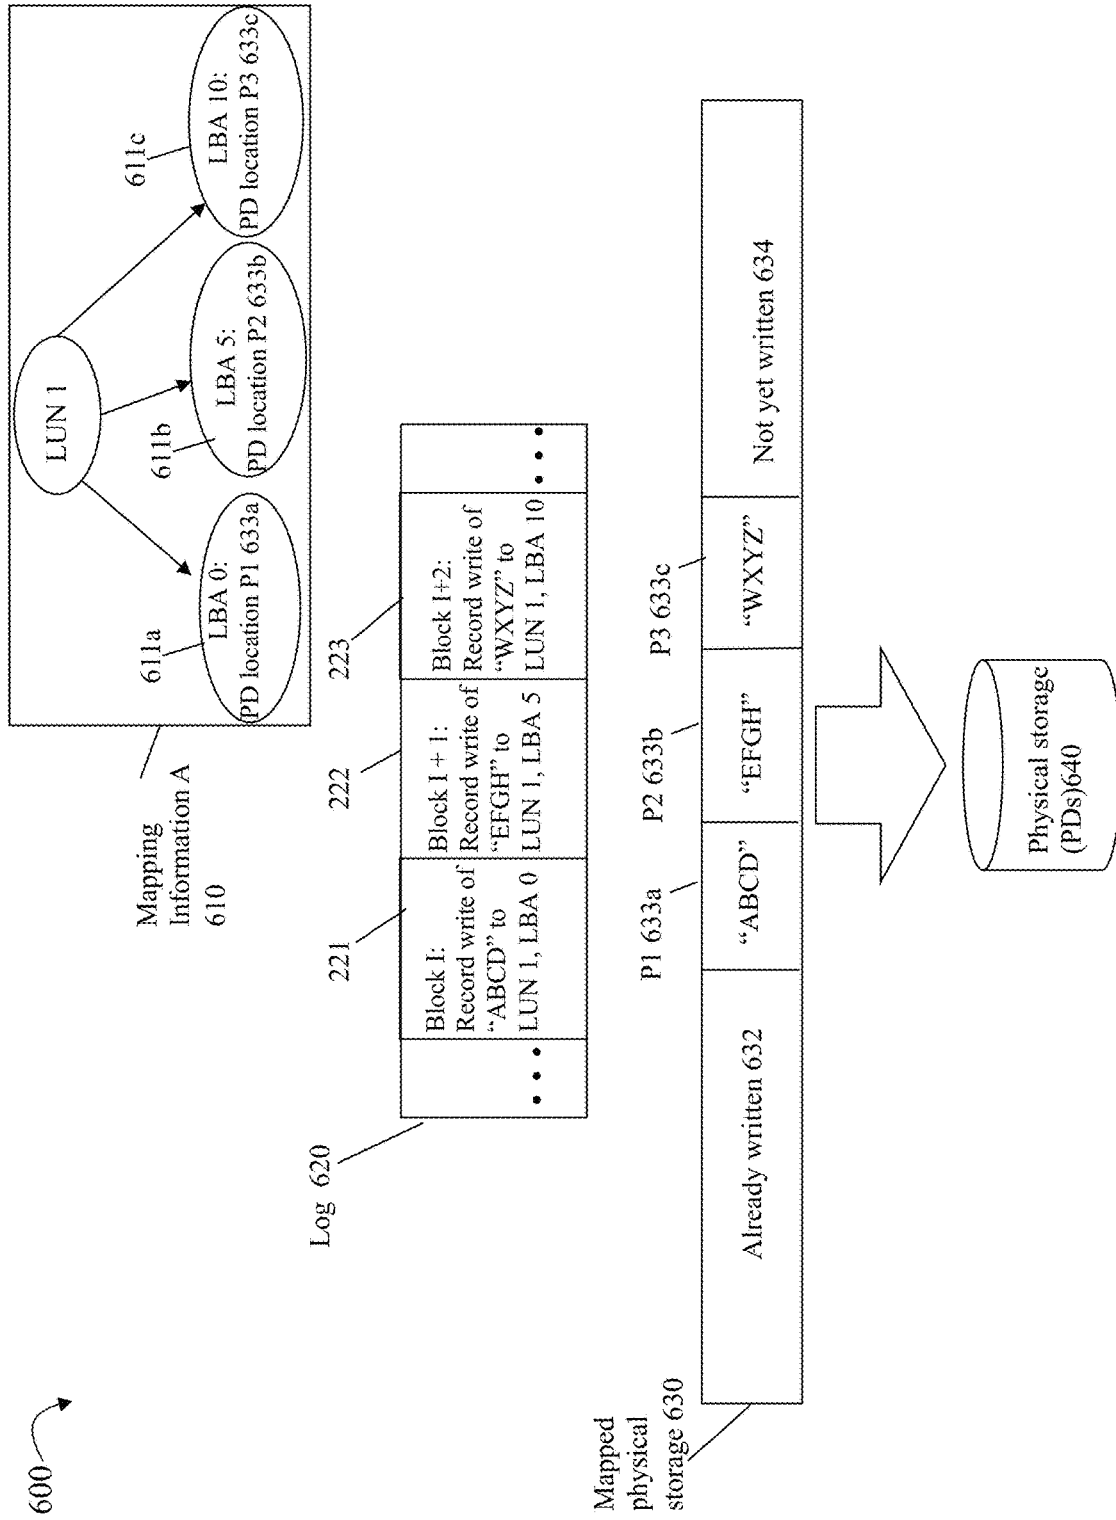 600
Mapping
Information A
610
LUN 1
611a
LBA 0:
PD location P1 633a
611b
LBA 5:
PD location P2 633b
611c
LBA 10:
PD location P3 633c
Log 620
221
222
223
Block I:
Record write of
“ABCD” to
LUN 1, LBA 0
Block I + 1:
Record write of
“EFGH” to
LUN 1, LBA 5
Block I+2:
Record write of
“WXYZ” to
LUN 1, LBA 10
Mapped
physical
storage 630
P1 633a
P2 633b
P3 633c
Already written 632
“ABCD”
“EFGH”
“WXYZ”
Not yet written 634
Physical storage
(PDs)640